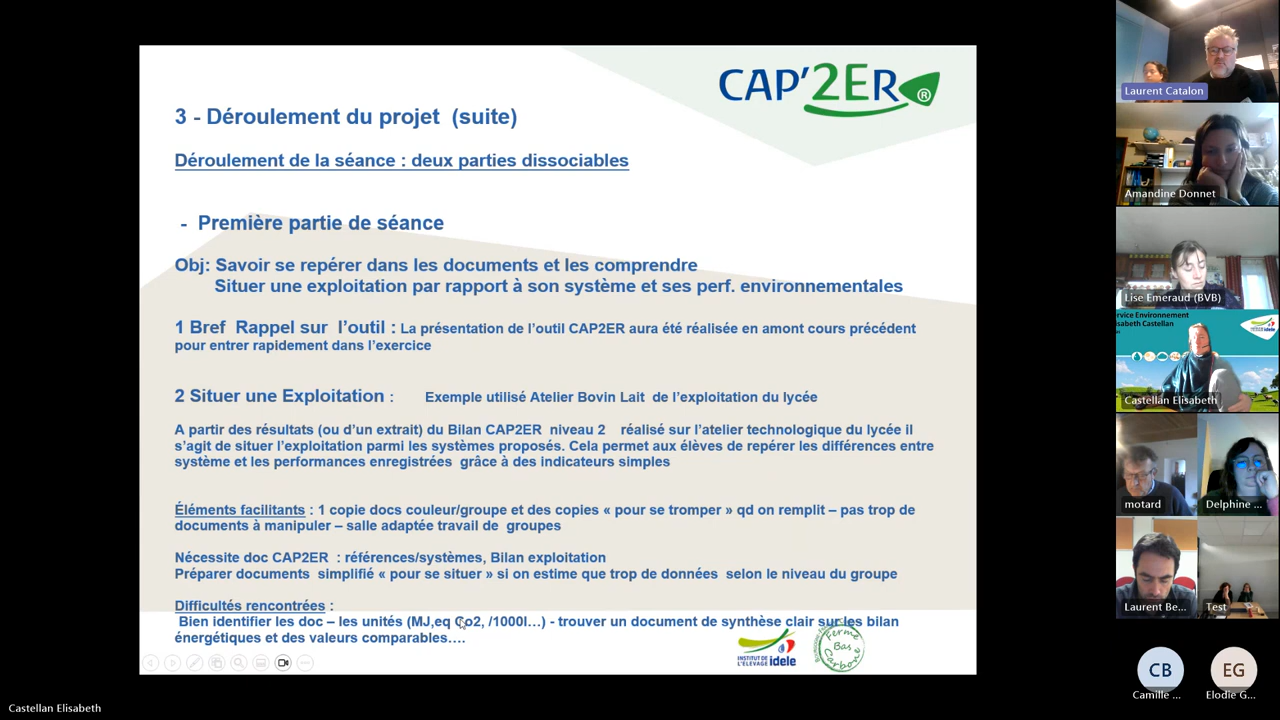 CAP'2ER®
3 - Déroulement du projet (suite)
Déroulement de la séance : deux parties dissociables
- Première partie de séance
Obj: Savoir se repérer dans les documents et les comprendre
Situer une exploitation par rapport à son système et ses perf. environnementales
1 Bref Rappel sur l'outil : La présentation de l'outil CAP2ER aura été réalisée en amont cours précédent
pour entrer rapidement dans l'exercice
2 Situer une Exploitation : Exemple utilisé Atelier Bovin Lait de l'exploitation du lycée
A partir des résultats (ou d'un extrait) du Bilan CAP2ER niveau 2 réalisé sur l'atelier technologique du lycée il
s'agit de situer l'exploitation parmi les systèmes proposés. Cela permet aux élèves de repérer les différences entre
système et les performances enregistrées grâce à des indicateurs simples
Éléments facilitants : 1 copie docs couleur/groupe et des copies « pour se tromper » qd on remplit – pas trop de
documents à manipuler – salle adaptée travail de groupes
Nécessite doc CAP2ER : références/systèmes, Bilan exploitation
Préparer documents simplifié « pour se situer » si on estime que trop de données selon le niveau du groupe
Difficultés rencontrées :
Bien identifier les doc – les unités (MJ,eq Co2, /1000l…) - trouver un document de synthèse clair sur les bilan
énergétiques et des valeurs comparables….
INSTITUT DE
L'ÉLEVAGE idele
Ferme
Bas
Carbone
Castellan Elisabeth
Laurent Catalon
Amandine Donnet
Lise Emeraud (BVB)
rvice Environnement
isabeth Castellan
idele
Castellan Elisabeth
motard
Delphine ...
Laurent Be...
Test
CB
EG
Camille ...
Elodie G...